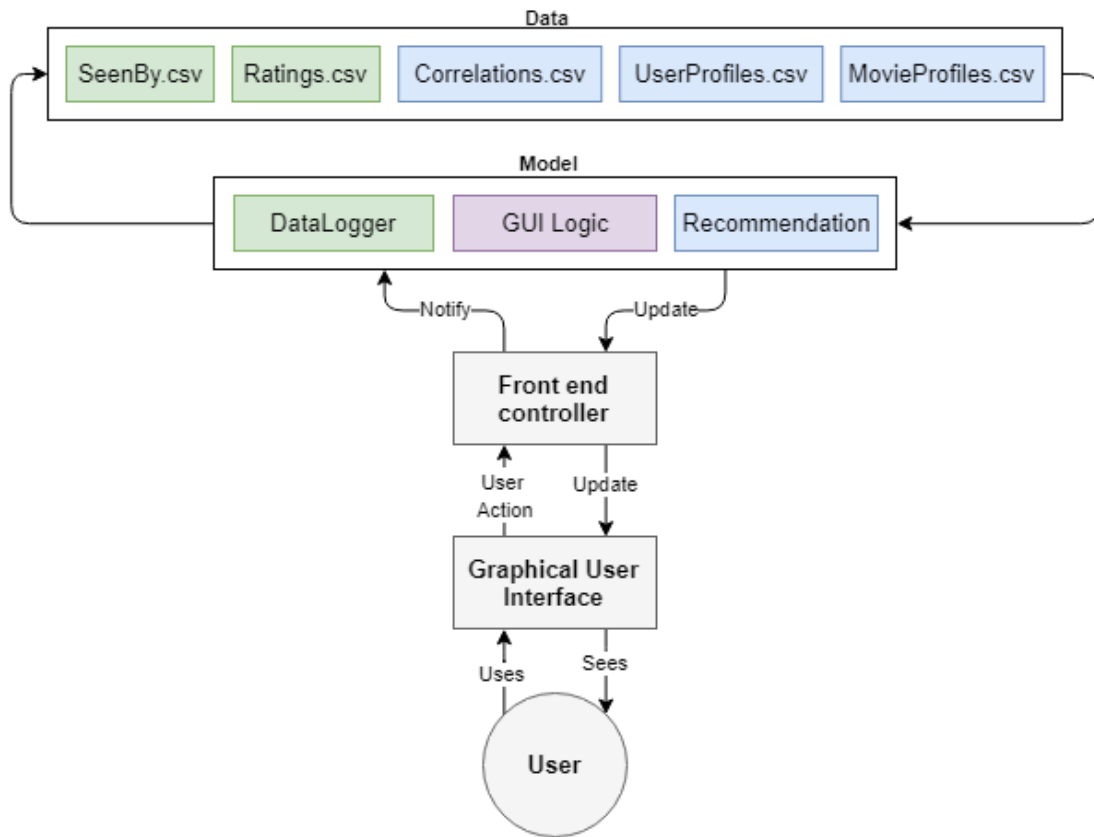 Data
SeenBy.csv
Ratings.csv
Correlations.csv
UserProfiles.csv
MovieProfiles.csv
Model
DataLogger
GUI Logic
Recommendation
Notify
Update
Front end
controller
User
Action
Update
Graphical User
Interface
Uses
Sees
User